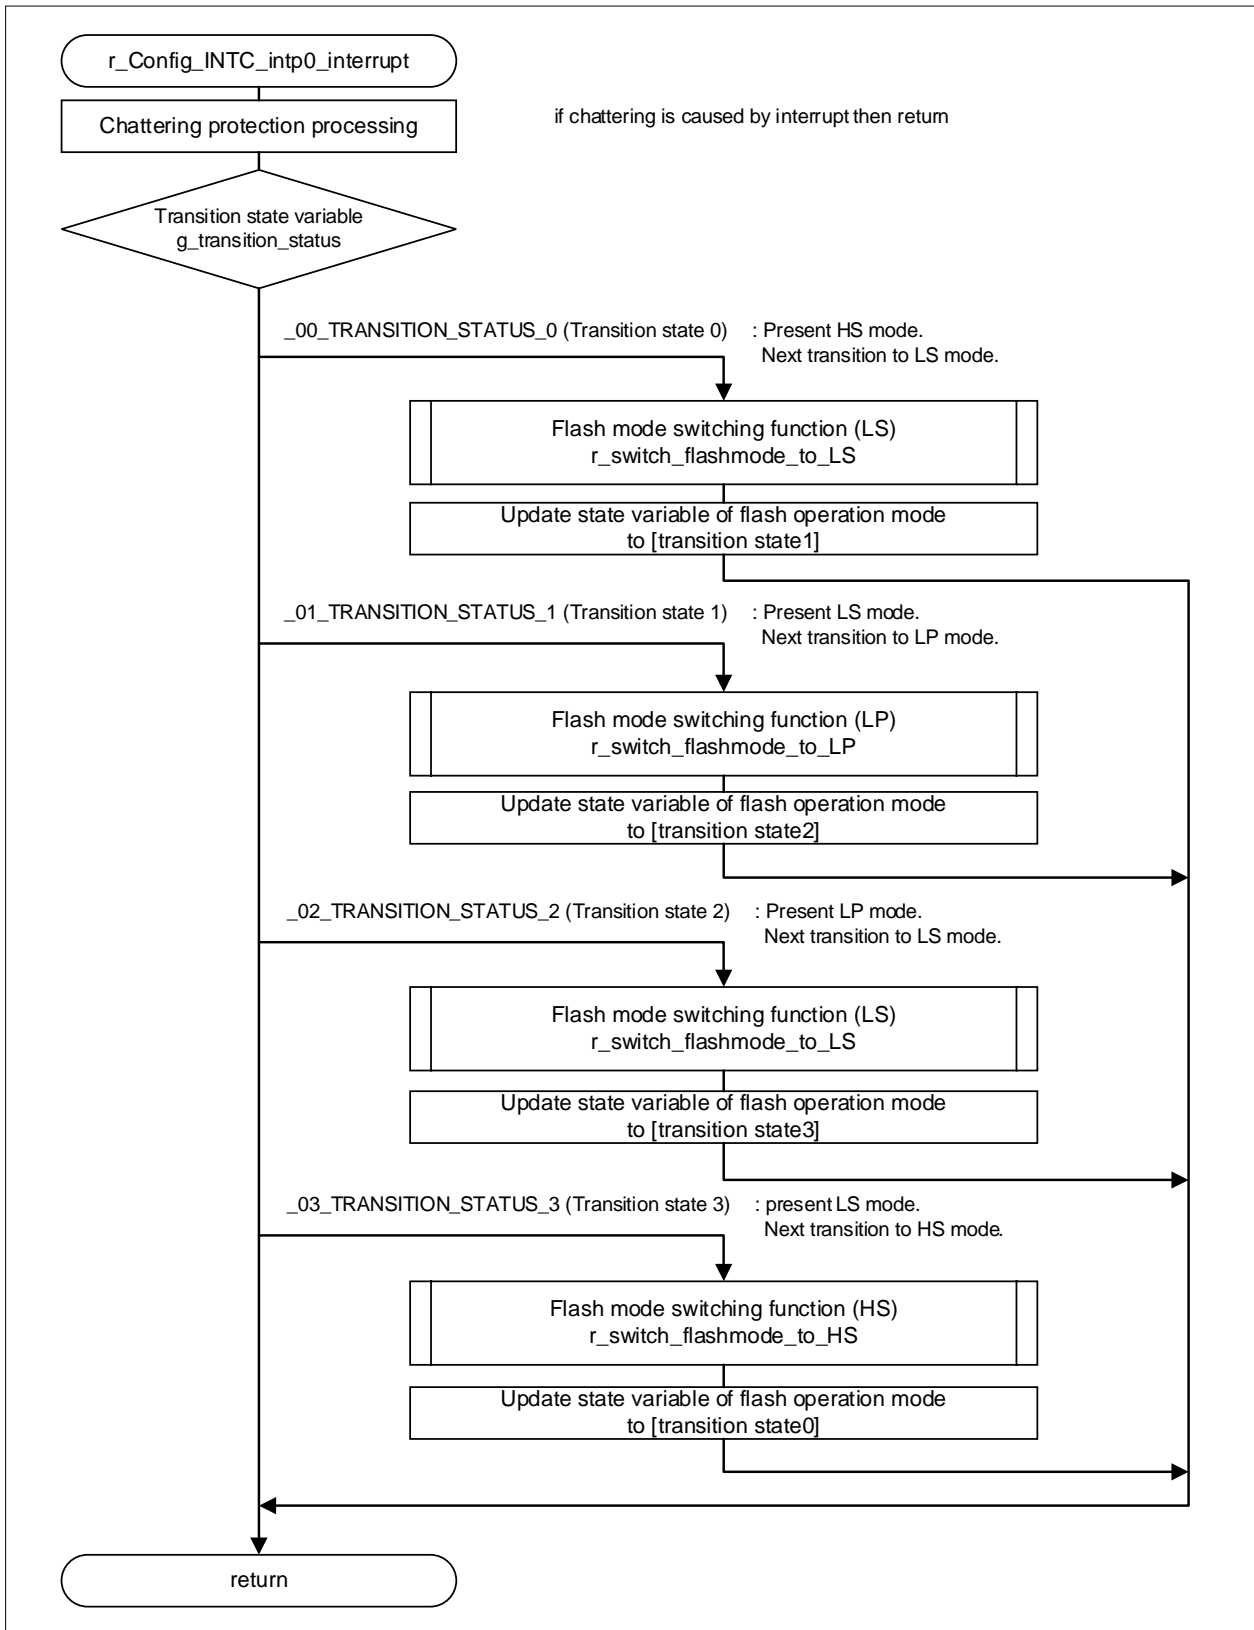 r_Config_INTC_intp0_interrupt
Chattering protection processing
if chattering is caused by interrupt then return
Transition state variable
g_transition_status
_00_TRANSITION_STATUS_0 (Transition state 0) : Present HS mode.
Next transition to LS mode.
Flash mode switching function (LS)
r_switch_flashmode_to_LS
Update state variable of flash operation mode
to [transition state1]
_01_TRANSITION_STATUS_1 (Transition state 1) : Present LS mode.
Next transition to LP mode.
Flash mode switching function (LP)
r_switch_flashmode_to_LP
Update state variable of flash operation mode
to [transition state2]
_02_TRANSITION_STATUS_2 (Transition state 2) : Present LP mode.
Next transition to LS mode.
Flash mode switching function (LS)
r_switch_flashmode_to_LS
Update state variable of flash operation mode
to [transition state3]
_03_TRANSITION_STATUS_3 (Transition state 3) : present LS mode.
Next transition to HS mode.
Flash mode switching function (HS)
r_switch_flashmode_to_HS
Update state variable of flash operation mode
to [transition state0]
return